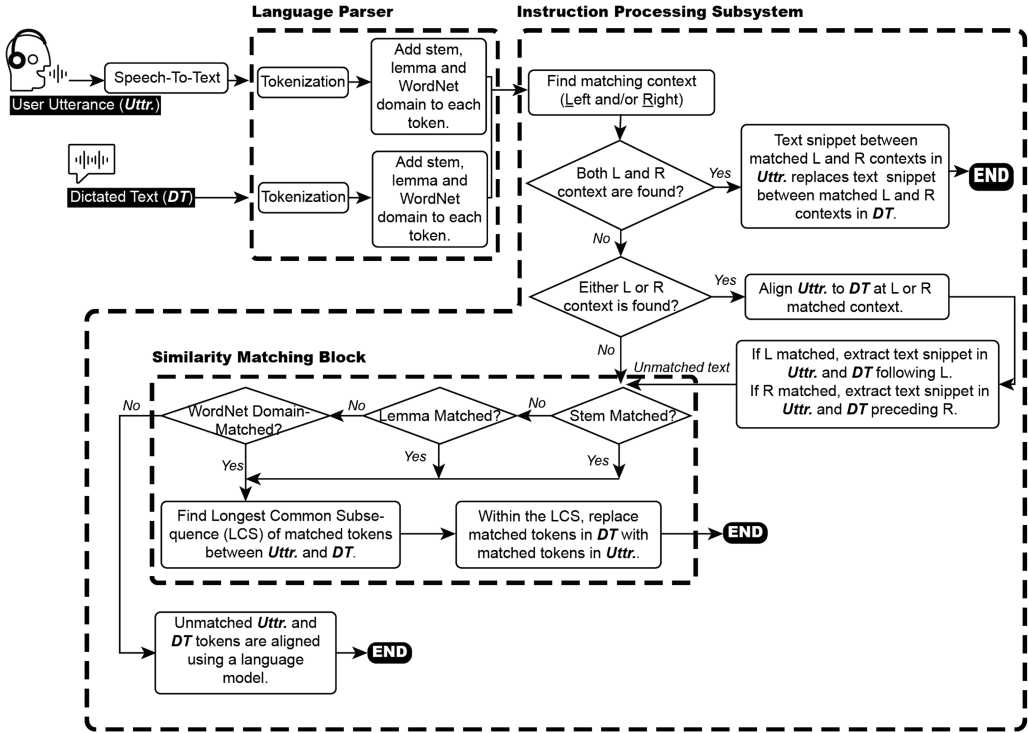 Language Parser
Instruction Processing Subsystem
Speech-To-Text
User Utterance (Uttr.)
Tokenization
Add stem,
lemma and
WordNet
domain to each
token.
Dictated Text (DT)
Tokenization
Add stem,
lemma and
WordNet
domain to each
token.
Find matching context
(Left and/or Right)
Both L and R
context are found?
Yes
Text snippet between
matched L and R contexts in
Uttr. replaces text snippet
between matched L and R
contexts in DT.
END
No
Either L or R
context is found?
Yes
Align Uttr. to DT at L or R
matched context.
No
Unmatched text
If L matched, extract text snippet in
Uttr. and DT following L.
If R matched, extract text snippet in
Uttr. and DT preceding R.
Similarity Matching Block
No
WordNet Domain-
Matched?
No
Lemma Matched?
No
Stem Matched?
Yes
Yes
Yes
Find Longest Common Subse-
quence (LCS) of matched tokens
between Uttr. and DT.
Within the LCS, replace
matched tokens in DT with
matched tokens in Uttr..
END
Unmatched Uttr. and
DT tokens are aligned
using a language
model.
END